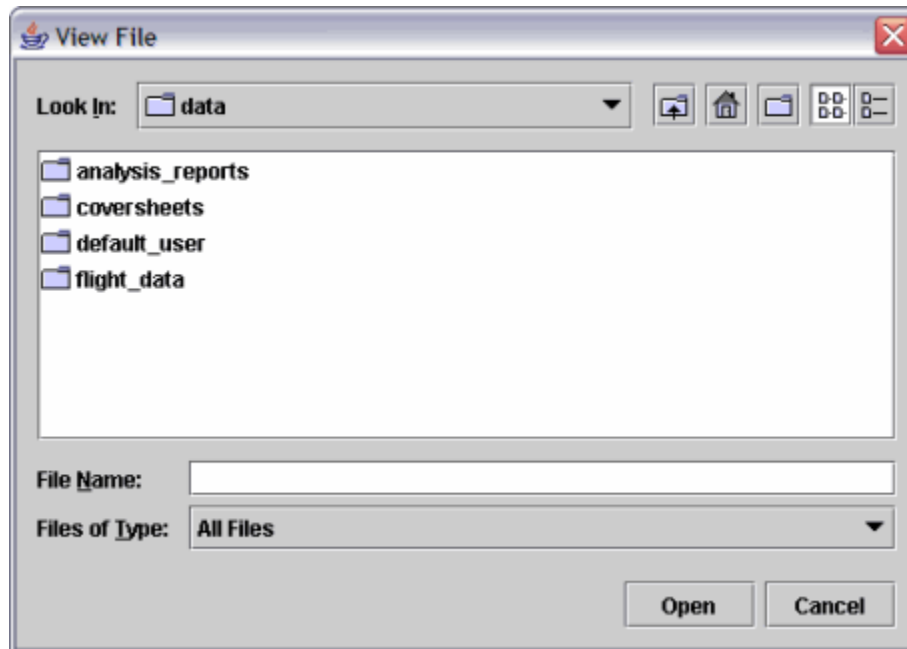 View File
Look In: data
analysis_reports
coversheets
default_user
flight_data
File Name:
Files of Type: All Files
Open Cancel